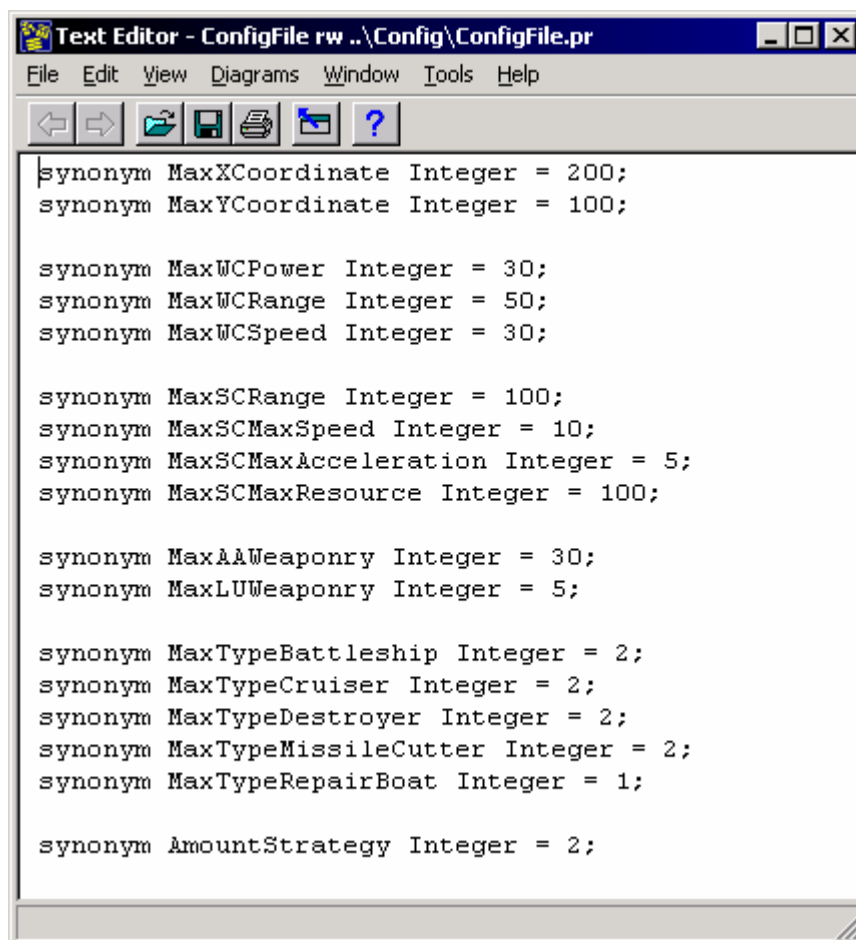 Text Editor - ConfigFile rw ..\Config\ConfigFile.pr
File Edit View Diagrams Window Tools Help
?
synonym MaxXCoordinate Integer = 200;
synonym MaxYCoordinate Integer = 100;
synonym MaxWCPower Integer = 30;
synonym MaxWCRange Integer = 50;
synonym MaxWCSpeed Integer = 30;
synonym MaxSCRange Integer = 100;
synonym MaxSCMaxSpeed Integer = 10;
synonym MaxSCMaxAcceleration Integer = 5;
synonym MaxSCMaxResource Integer = 100;
synonym MaxAAWeaponry Integer = 30;
synonym MaxLUWeaponry Integer = 5;
synonym MaxTypeBattleship Integer = 2;
synonym MaxTypeCruiser Integer = 2;
synonym MaxTypeDestroyer Integer = 2;
synonym MaxTypeMissileCutter Integer = 2;
synonym MaxTypeRepairBoat Integer = 1;
synonym AmountStrategy Integer = 2;